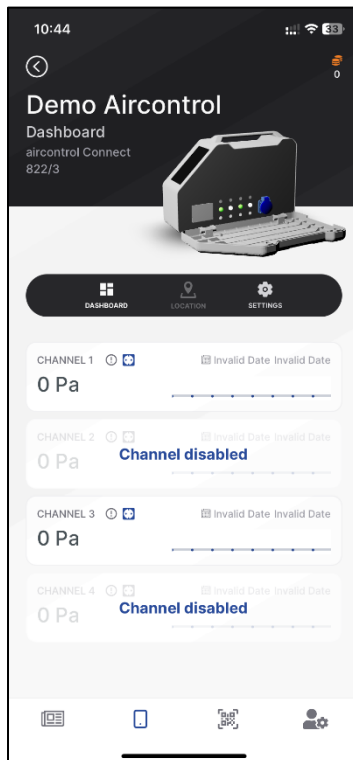 10:44
33
0
Demo Aircontrol
Dashboard
aircontrol Connect
822/3
DASHBOARD LOCATION SETTINGS
CHANNEL 1 Invalid Date Invalid Date
0 Pa
CHANNEL 2 Invalid Date Invalid Date
0 Pa Channel disabled
CHANNEL 3 Invalid Date Invalid Date
0 Pa
CHANNEL 4 Invalid Date Invalid Date
0 Pa Channel disabled